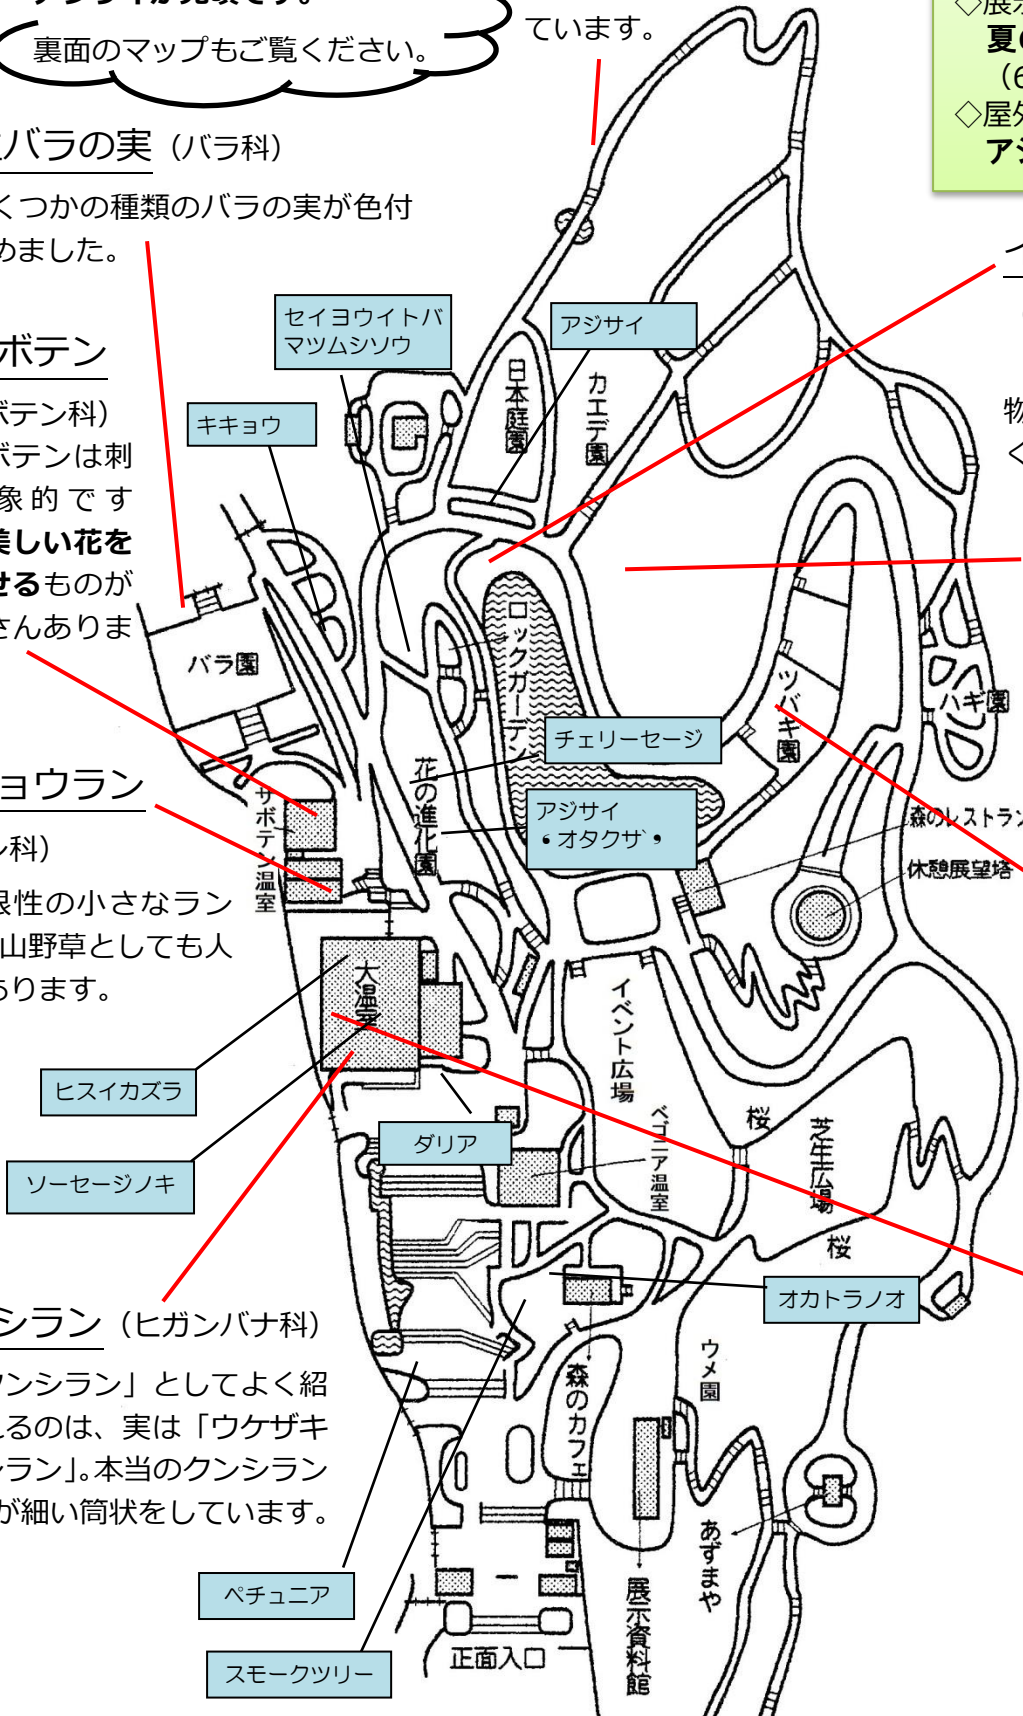 裏面のマップもご覧ください。
ています。
◇展示
夏の
(6
◇屋外
バラの実（バラ科）
くつかの種類のバラの実が色付
めました。
ボテン
ボテン科）
ボテンは刺
象的です
美しい花を
せるものが
さんありま
物
く
セイヨウイトバ
マツムシソウ
アジサイ
キキョウ
日本庭園
カエデ園
ロックガーデン
バラ園
ツバキ園
ハギ園
チェリーセージ
花の進化園
アジサイ
‘オタクサ’
サボテン温室
森のレストラン
休憩展望塔
ョウラン
ン科）
根性の小さなラン
山野草としても人
あります。
大温室
イベント広場
ヒスイカズラ
ダリア
ソーセージノキ
ベゴニア温室
桜
芝生広場
桜
オカトラノオ
シラン（ヒガンバナ科）
クンシラン」としてよく紹
れるのは、実は「ウケザキ
シラン」。本当のクンシラン
が細い筒状をしています。
ウメ園
森のカフェ
あずまや
ペチュニア
スモークツリー
正面入口
展示資料館